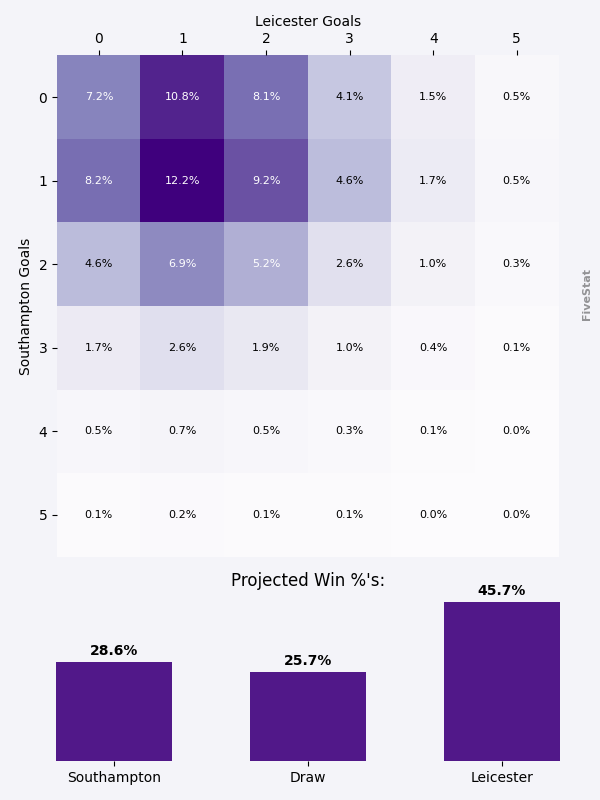 Leicester Goals
0 1 2 3 4 5
0 7.2% 10.8% 8.1% 4.1% 1.5% 0.5%
1 8.2% 12.2% 9.2% 4.6% 1.7% 0.5%
2 4.6% 6.9% 5.2% 2.6% 1.0% 0.3%
3 1.7% 2.6% 1.9% 1.0% 0.4% 0.1%
4 0.5% 0.7% 0.5% 0.3% 0.1% 0.0%
5 0.1% 0.2% 0.1% 0.1% 0.0% 0.0%
Southampton Goals
FiveStat
Projected Win %'s:
28.6% 25.7% 45.7%
Southampton Draw Leicester